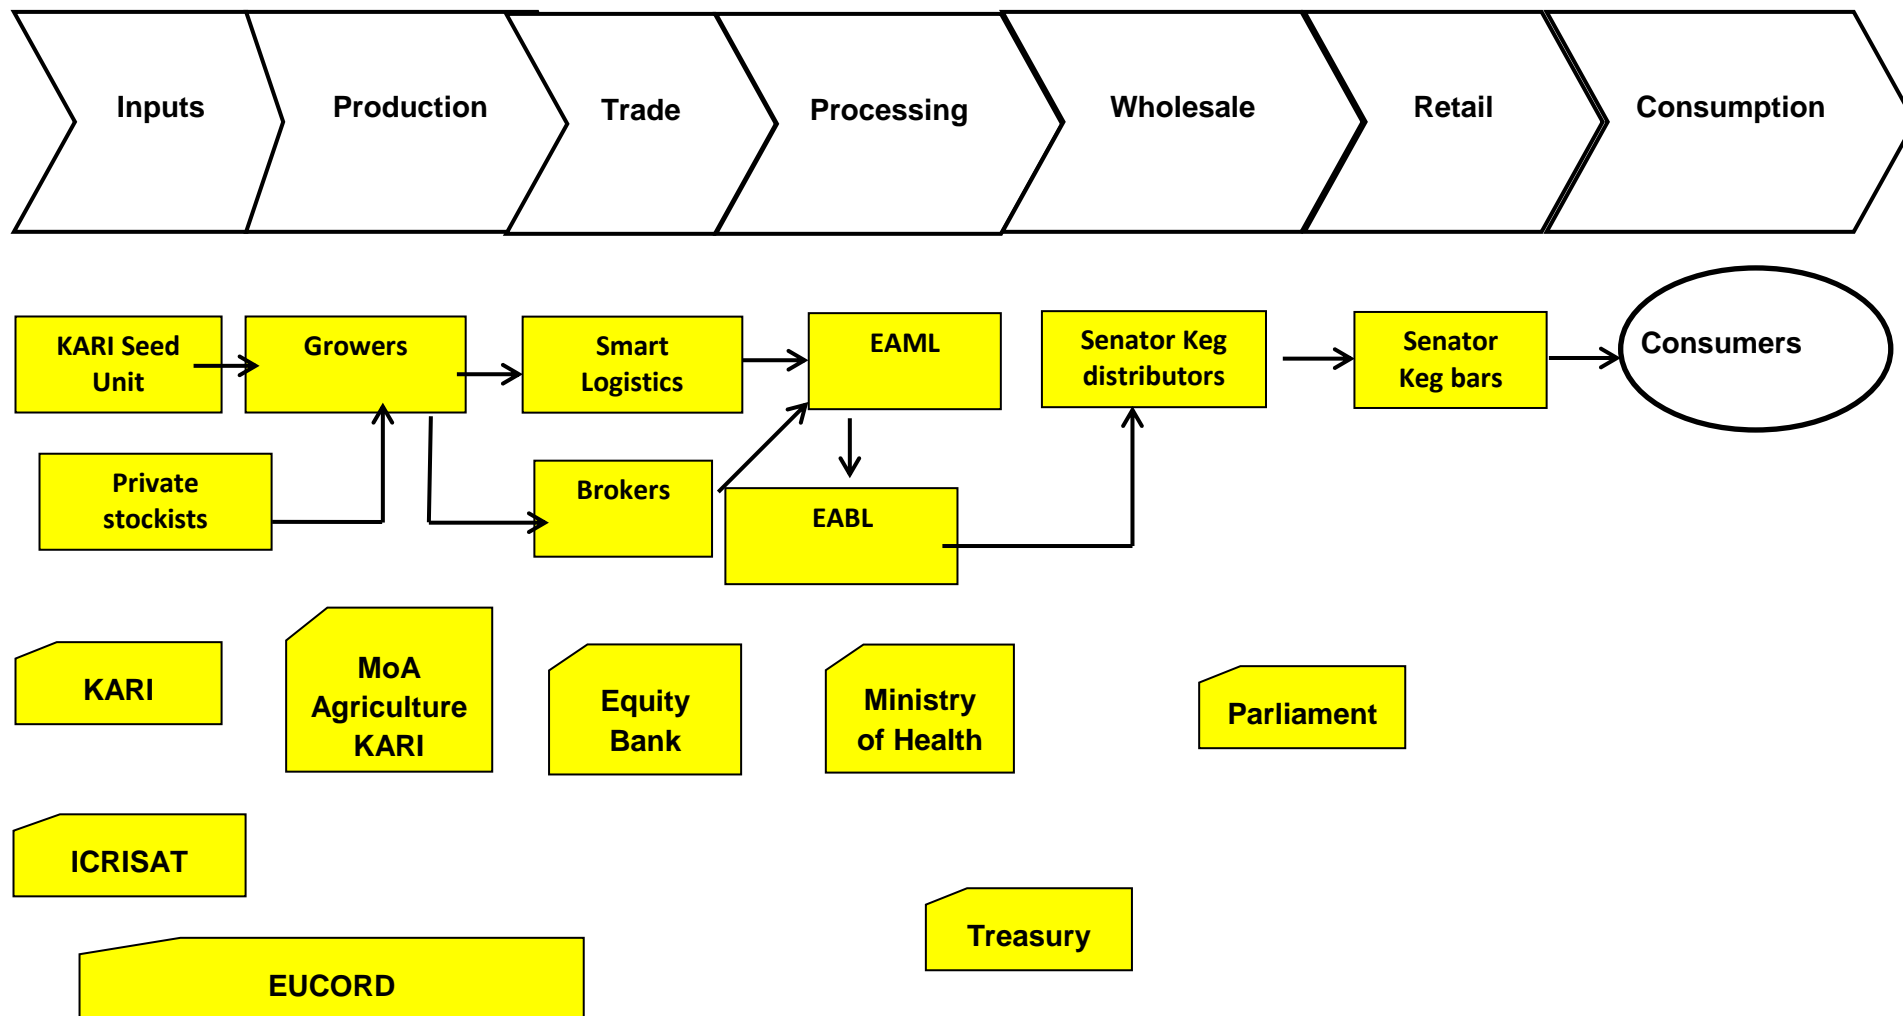 Inputs
Production
Trade
Processing
Wholesale
Retail
Consumption
KARI Seed
Unit
Growers
Smart
Logistics
EAML
Senator Keg
distributors
Senator
Keg bars
Consumers
Private
stockists
Brokers
EABL
KARI
MoA
Agriculture
KARI
Equity
Bank
Ministry
of Health
Parliament
ICRISAT
Treasury
EUCORD